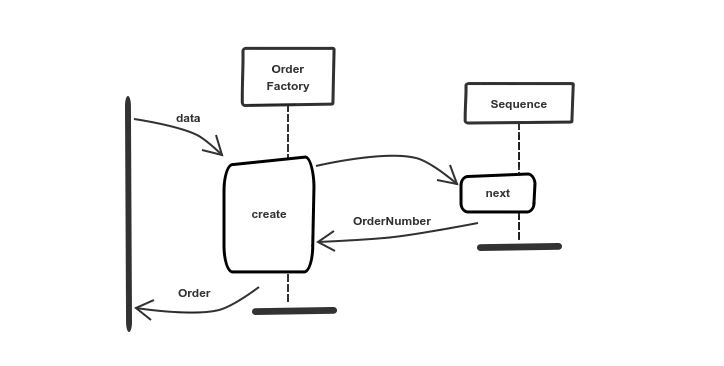 Order
Factory
Sequence
data
create
next
OrderNumber
Order